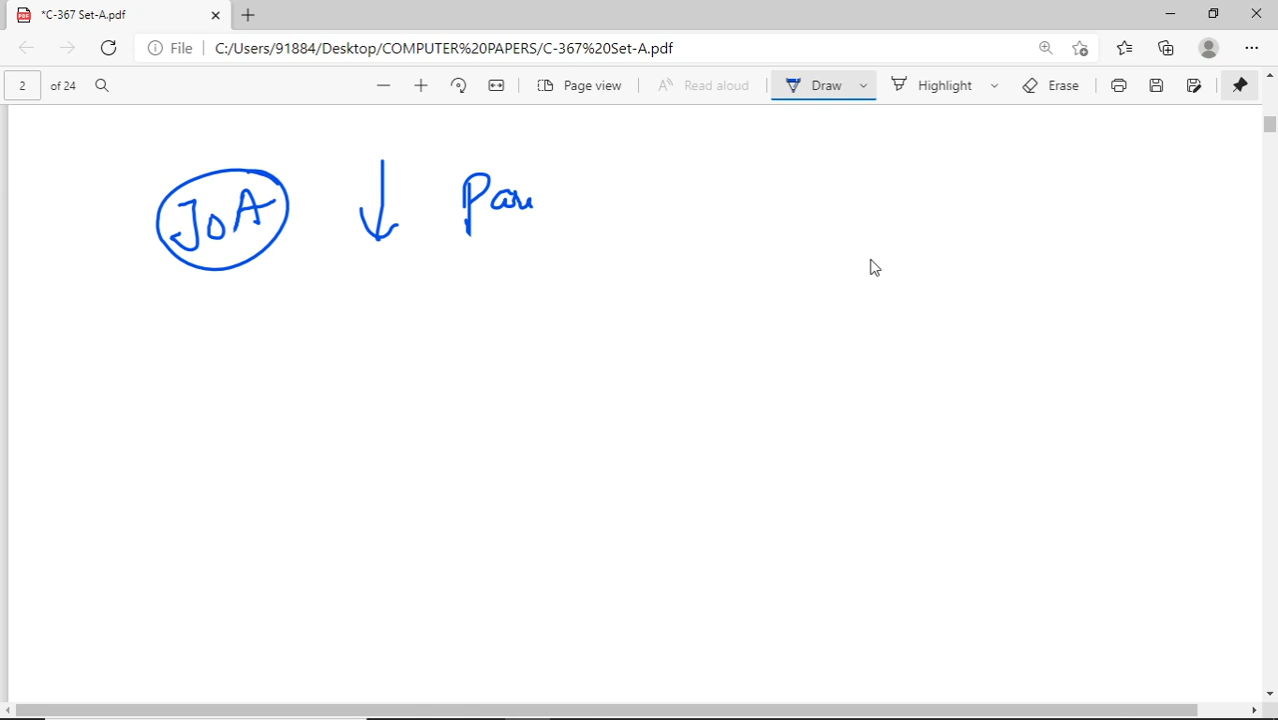 *C-367 Set-A.pdf
File C:/Users/91884/Desktop/COMPUTER%20PAPERS/C-367%20Set-A.pdf
2 of 24 Page view Read aloud Draw Highlight Erase
JOA